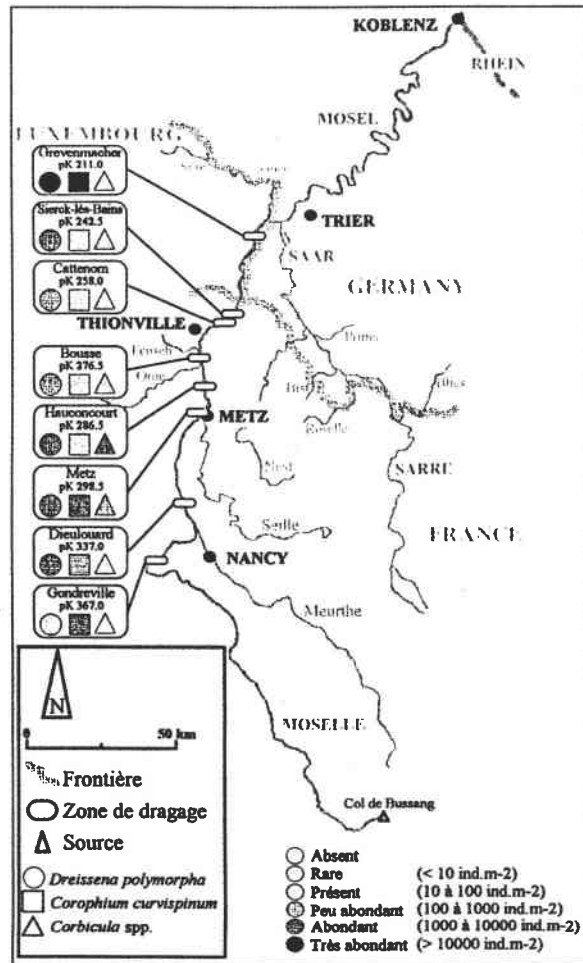 KOBLENZ
RHEIN
MOSEL
LUXEMBOURG
Grevenmacher
pK 211.0
Sierck-lès-Bains
pK 242.5
TRIER
SAAR
Cattenom
pK 258.0
GERMANY
THIONVILLE
Fensch
Orne
Bousse
pK 276.5
Hauconcourt
pK 286.5
METZ
Nied
SARRE
Metz
pK 298.5
Seille
FRANCE
Dieulouard
pK 337.0
NANCY
Gondreville
pK 367.0
Meurthe
N
0 50 km
MOSELLE
Frontière
Zone de dragage
Col de Bussang
Source
Dreissena polymorpha
Corophium curvispinum
Corbicula spp.
Absent
Rare (< 10 ind.m-2)
Présent (10 à 100 ind.m-2)
Peu abondant (100 à 1000 ind.m-2)
Abondant (1000 à 10000 ind.m-2)
Très abondant (> 10000 ind.m-2)